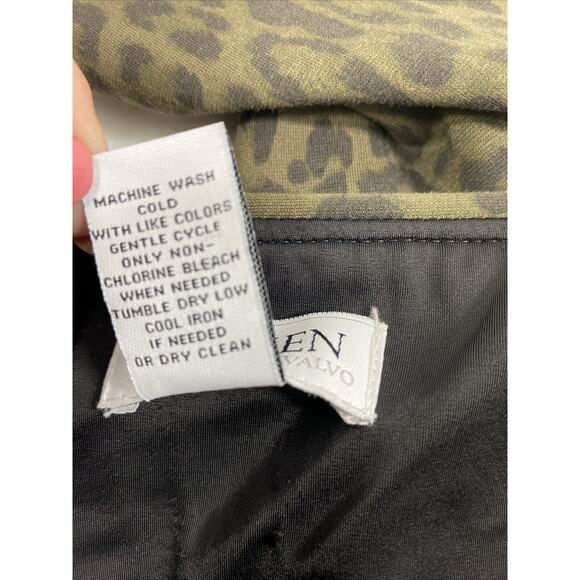 MACHINE WASH
COLD
WITH LIKE COLORS
GENTLE CYCLE
ONLY NON-
CHLORINE BLEACH
WHEN NEEDED
TUMBLE DRY LOW
COOL IRON
IF NEEDED
OR DRY CLEAN
EN
VALVO